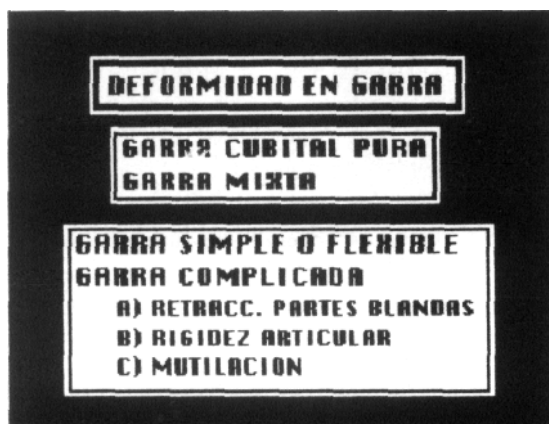 DEFORMIDAD EN GARRA
GARRA CUBITAL PURA
GARRA MIXTA
GARRA SIMPLE O FLEXIBLE
GARRA COMPLICADA
A) RETRACC. PARTES BLANDAS
B) RIGIDEZ ARTICULAR
C) MUTILACION